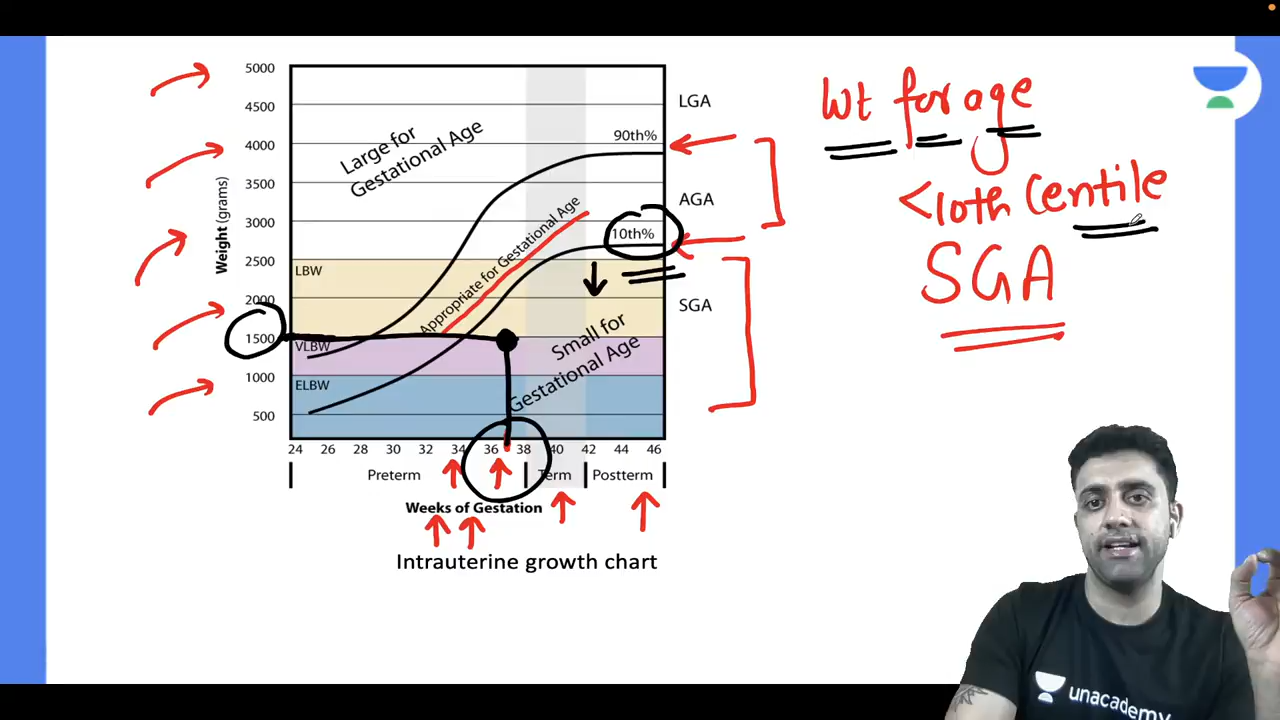 5000
4500
4000
3500
3000
2500
2000
1500
1000
500
Weight (grams)
Large for
Gestational Age
90th%
Appropriate for Gestational Age
10th%
LBW
VLBW
ELBW
Small for
Gestational Age
LGA
AGA
SGA
24 26 28 30 32 34 36 38 40 42 44 46
Preterm Term Postterm
Weeks of Gestation
Intrauterine growth chart
Wt for age
<10th Centile
SGA
unacademy